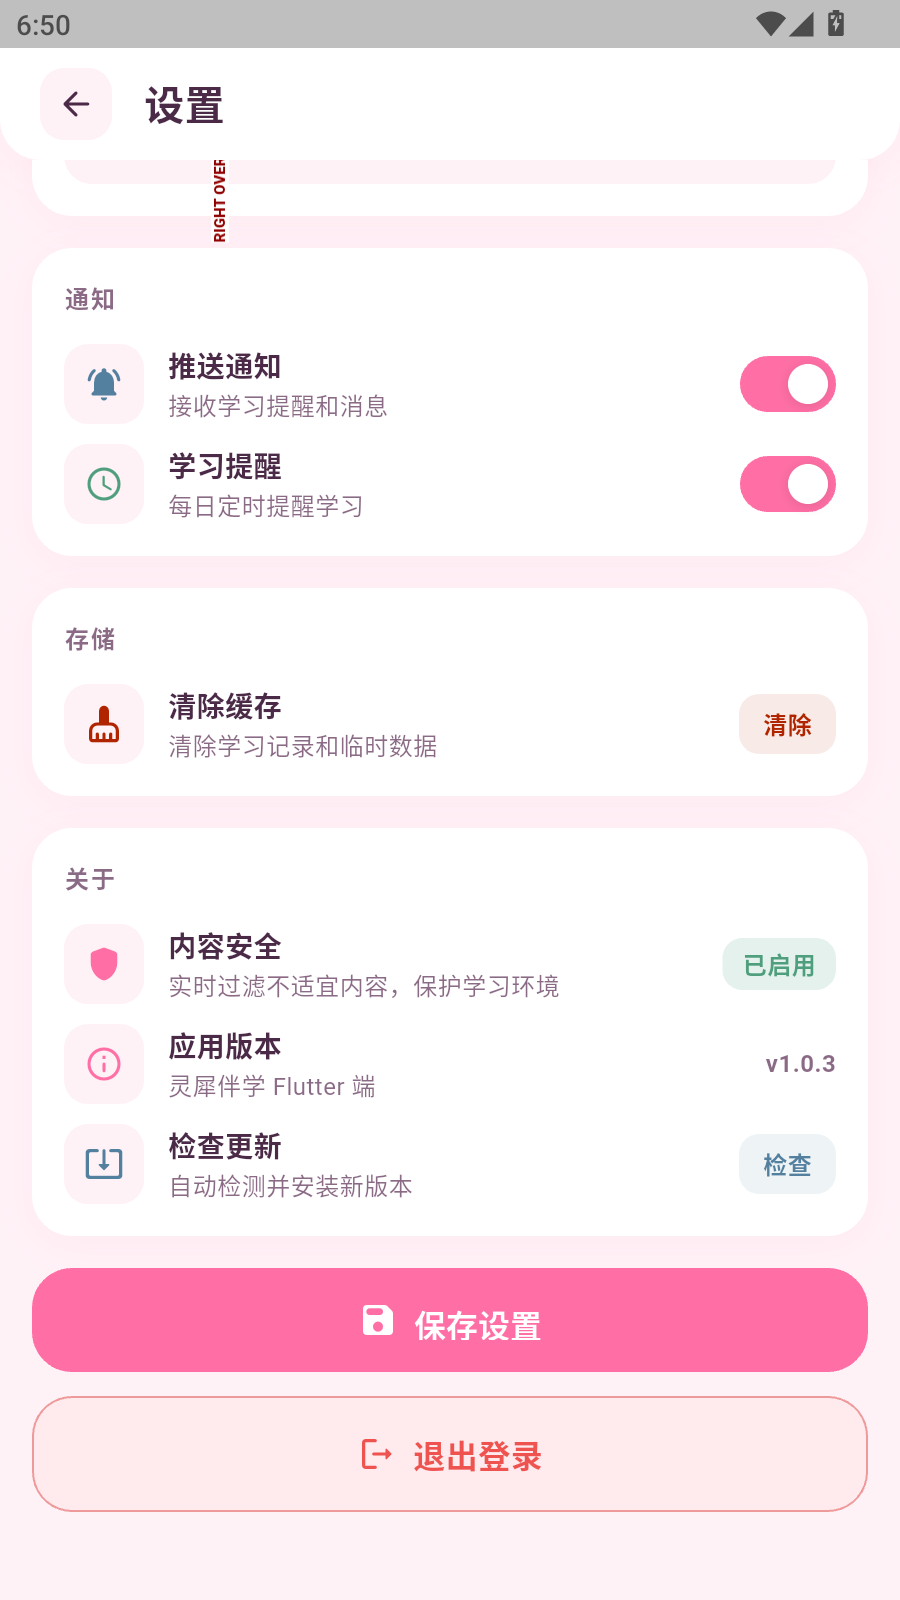 6:50
设置
RIGHT OVER
通知
推送通知
接收学习提醒和消息
学习提醒
每日定时提醒学习
存储
清除缓存
清除学习记录和临时数据
清除
关于
内容安全
实时过滤不适宜内容，保护学习环境
已启用
应用版本
灵犀伴学 Flutter 端
v1.0.3
检查更新
自动检测并安装新版本
检查
保存设置
退出登录